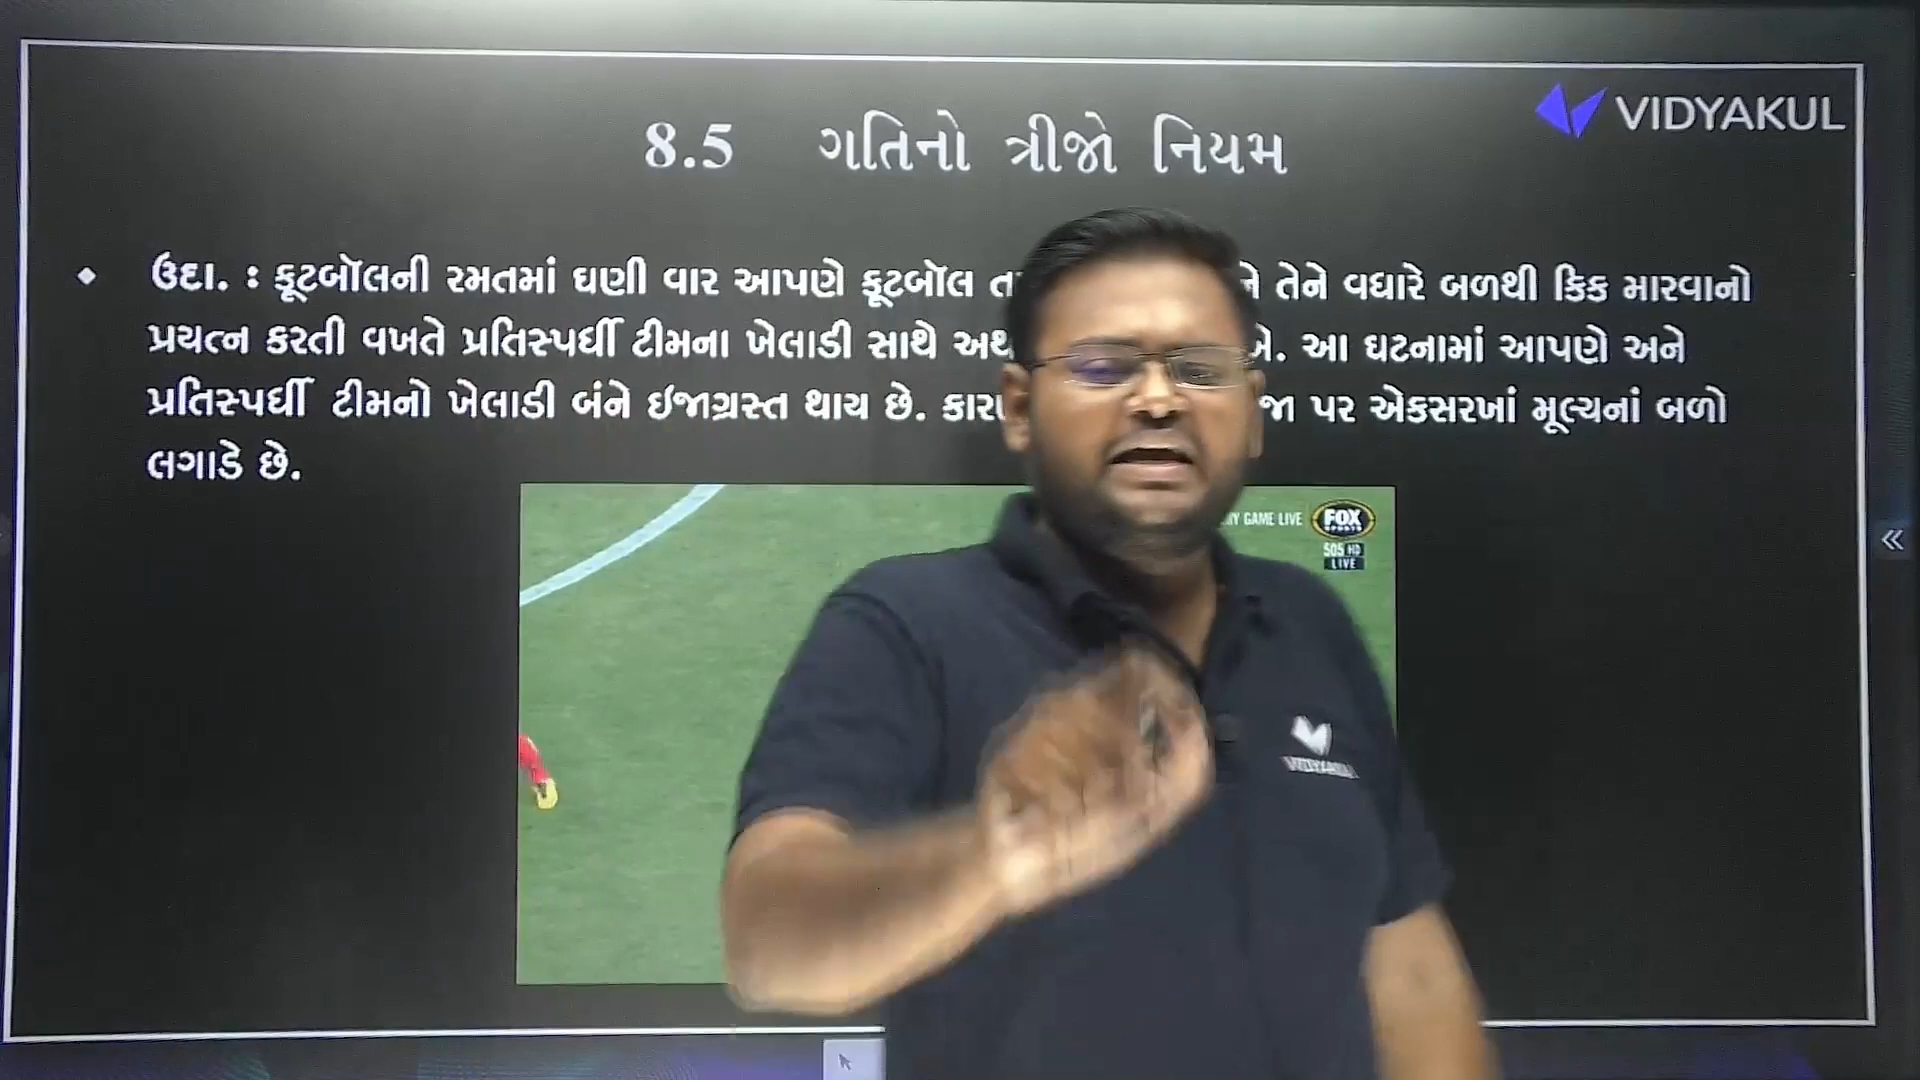 VIDYAKUL
8.5 ગતિનો ત્રીજો નિયમ
ઉદા. : ફૂટબૉલની રમતમાં ઘણી વાર આપણે ફૂટબૉલ તેને વધારે બળથી કિક મારવાનો
પ્રયત્ન કરતી વખતે પ્રતિસ્પર્ધી ટીમના ખેલાડી સાથે આ ઘટનામાં આપણે અને
પ્રતિસ્પર્ધી ટીમનો ખેલાડી બંને ઇજાગ્રસ્ત થાય છે. પર એકસરખાં મૂલ્યનાં બળો
લગાડે છે.
GAME LIVE
FOX
SPORTS
505 HD
LIVE
VIDYAKUL